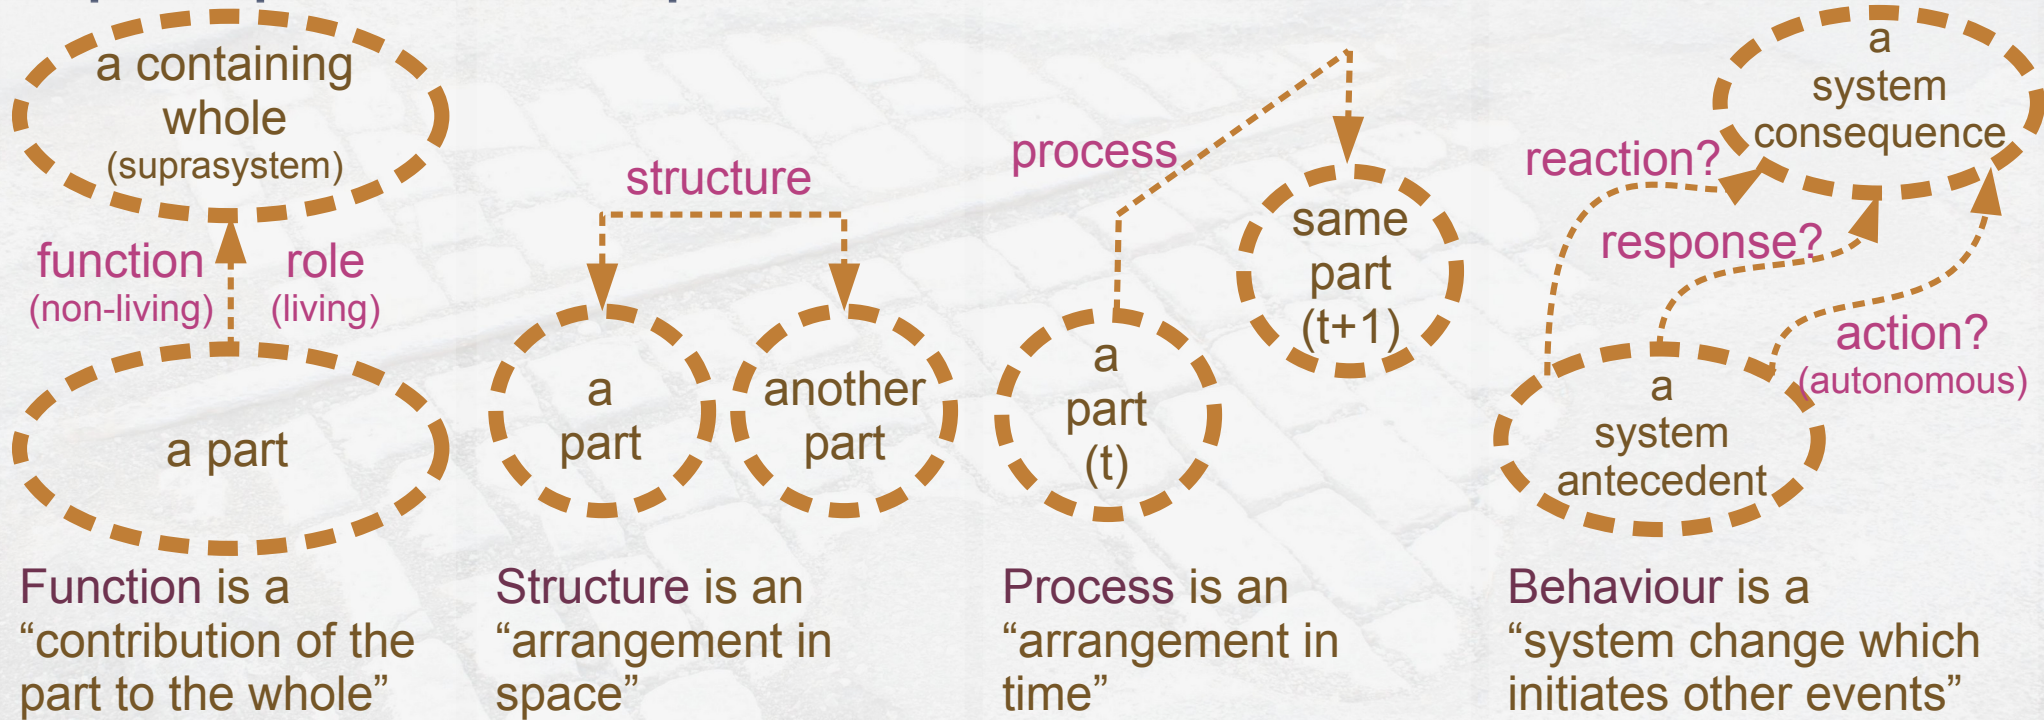 a containing
whole
(suprasystem)
function
(non-living)
role
(living)
a part
Function is a
“contribution of the
part to the whole”
structure
a
part
another
part
Structure is an
“arrangement in
space”
process
a
part
(t)
same
part
(t+1)
Process is an
“arrangement in
time”
a
system
consequence
reaction?
response?
action?
(autonomous)
a
system
antecedent
Behaviour is a
“system change which
initiates other events”